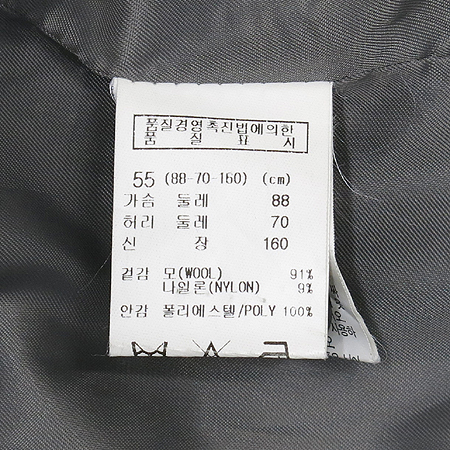 품질경영촉진법에의한
품 질 표 시
55 (88-70-160) (cm)
가슴 둘레 88
허리 둘레 70
신 장 160
겉감 모(WOOL) 91%
나일론(NYLON) 9%
안감 폴리에스텔/POLY 100%